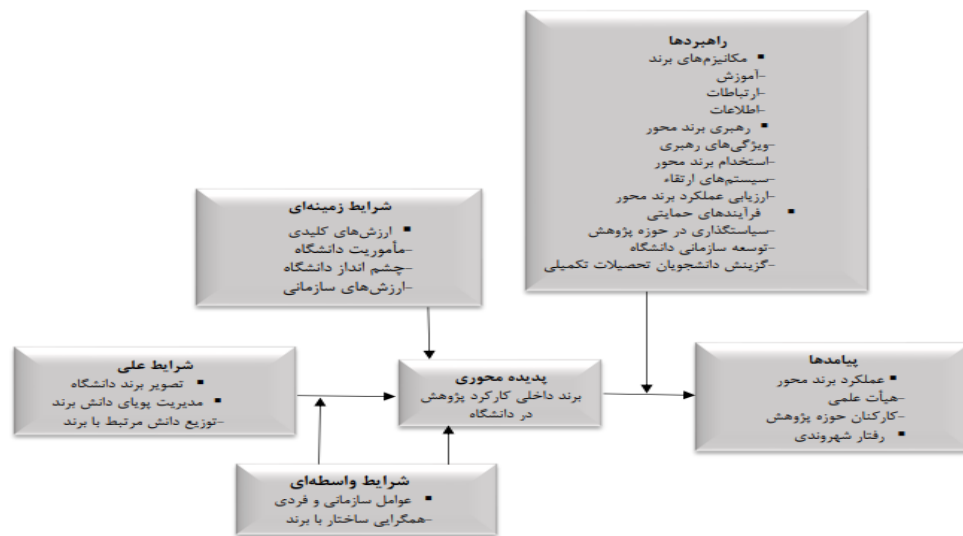 راهبردها
▪ مکانیزم‌های برند
–آموزش
–ارتباطات
–اطلاعات
▪ رهبری برند محور
–ویژگی‌های رهبری
–استخدام برند محور
–سیستم‌های ارتقاء
–ارزیابی عملکرد برند محور
▪ فرآیندهای حمایتی
–سیاستگذاری در حوزه پژوهش
–توسعه سازمانی دانشگاه
–گزینش دانشجویان تحصیلات تکمیلی
شرایط زمینه‌ای
▪ ارزش‌های کلیدی
–مأموریت دانشگاه
–چشم انداز دانشگاه
–ارزش‌های سازمانی
شرایط علی
▪ تصویر برند دانشگاه
▪ مدیریت پویای دانش برند
–توزیع دانش مرتبط با برند
پدیده محوری
برند داخلی کارکرد پژوهش
در دانشگاه
پیامدها
▪ عملکرد برند محور
–هیأت علمی
–کارکنان حوزه پژوهش
▪ رفتار شهروندی
شرایط واسطه‌ای
▪ عوامل سازمانی و فردی
–همگرایی ساختار با برند